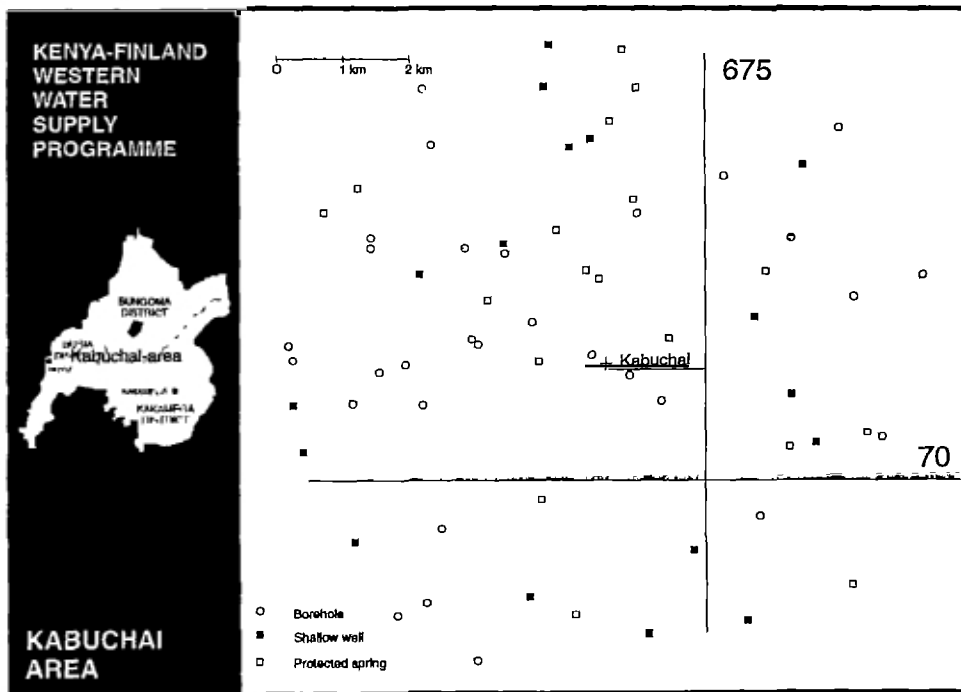 KENYA-FINLAND
WESTERN
WATER
SUPPLY
PROGRAMME
BUNGOMA
DISTRICT
Kabuchai-area
DISTRICT
KABUCHAI
AREA
0 1 km 2 km
675
Kabuchai
70
Borehole
Shallow well
Protected spring